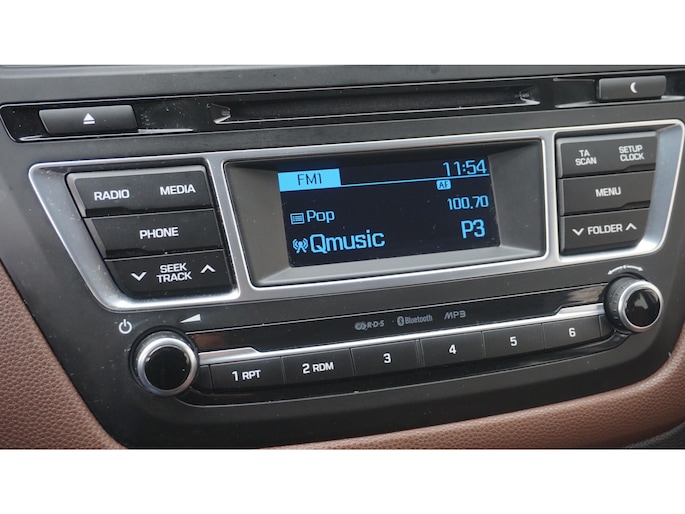 FM1 11:54
AF
Pop 100.70
Qmusic P3
RADIO MEDIA
PHONE
SEEK
TRACK
TA
SCAN
SETUP
CLOCK
MENU
FOLDER
R·D·S Bluetooth MP3
1 RPT 2 RDM 3 4 5 6